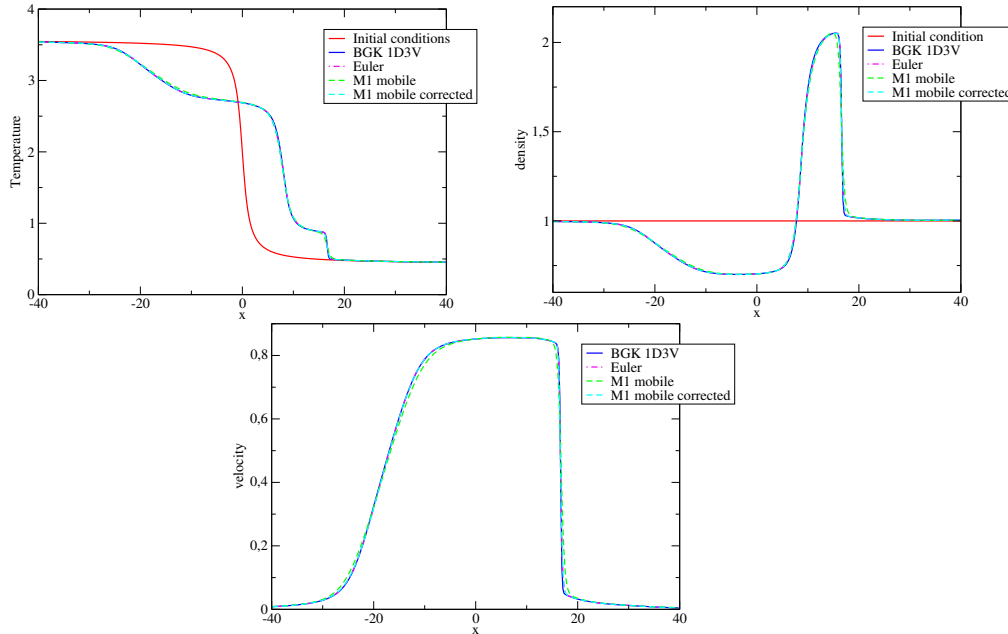 4
3
2
1
0
Temperature
-40
-20
0
20
40
x
Initial conditions
BGK 1D3V
Euler
M1 mobile
M1 mobile corrected
2
1,5
1
density
-40
-20
0
20
40
x
Initial condition
BGK 1D3V
Euler
M1 mobile
M1 mobile corrected
0,8
0,6
0,4
0,2
0
velocity
-40
-20
0
20
40
x
BGK 1D3V
Euler
M1 mobile
M1 mobile corrected